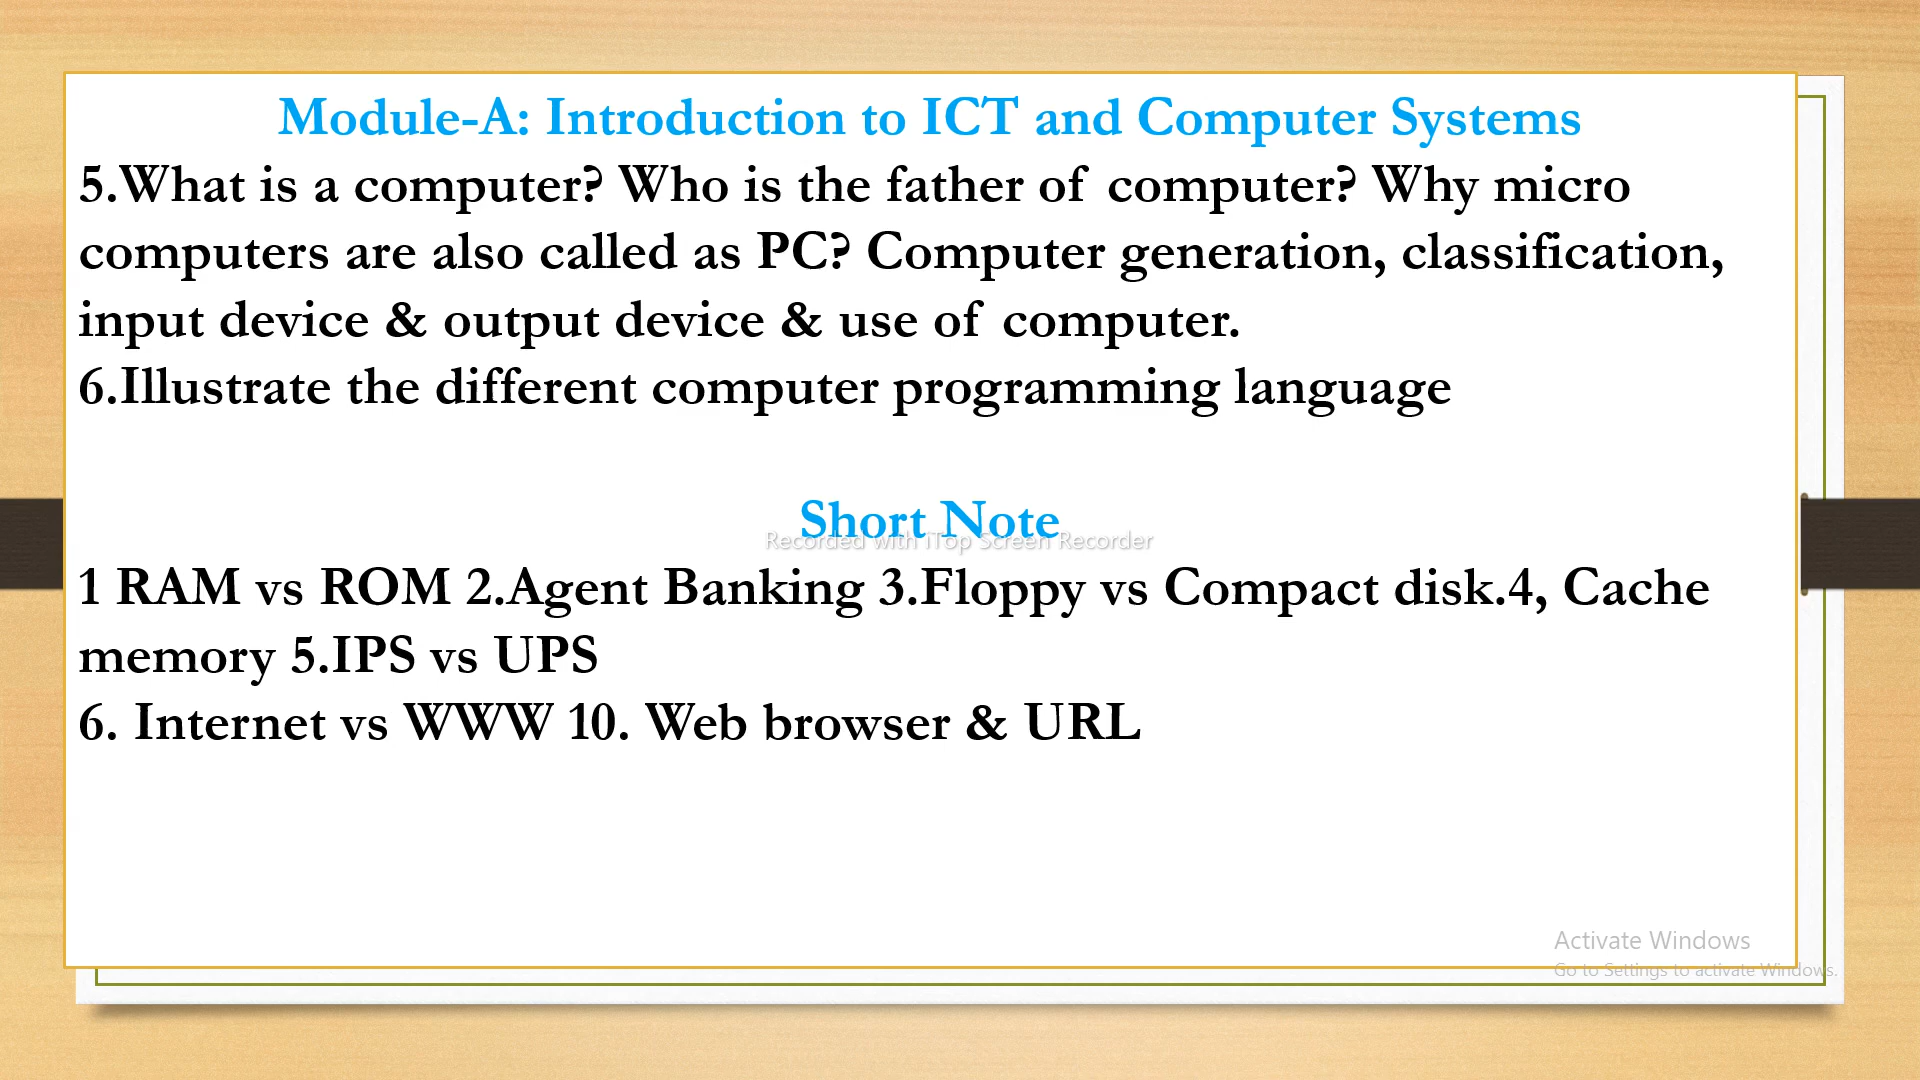 Module-A: Introduction to ICT and Computer Systems
5.What is a computer? Who is the father of computer? Why micro
computers are also called as PC? Computer generation, classification,
input device & output device & use of computer.
6.Illustrate the different computer programming language
Short Note
Recorded with iTop Screen Recorder
1 RAM vs ROM 2.Agent Banking 3.Floppy vs Compact disk.4, Cache
memory 5.IPS vs UPS
6. Internet vs WWW 10. Web browser & URL
Activate Windows
Go to Settings to activate Windows.